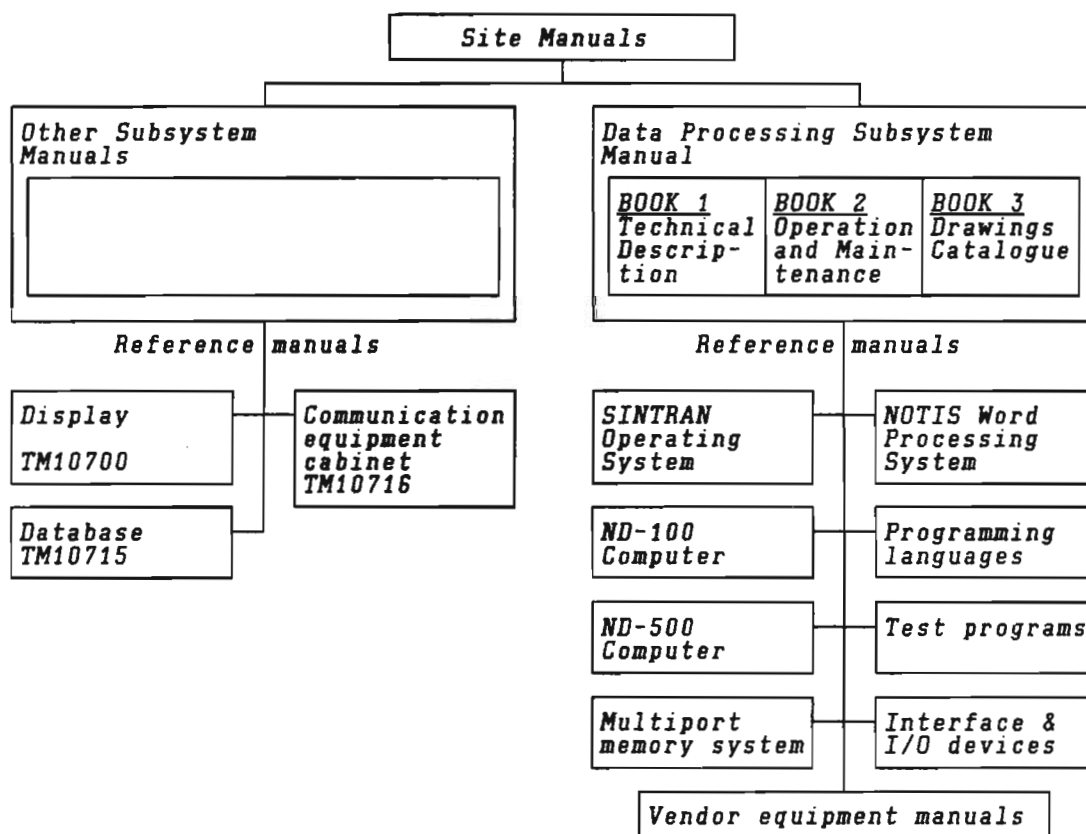 Site Manuals
Other Subsystem
Manuals
Data Processing Subsystem
Manual
BOOK 1
Technical
Descrip-
tion
BOOK 2
Operation
and Main-
tenance
BOOK 3
Drawings
Catalogue
Reference manuals
Display
TM10700
Communication
equipment
cabinet
TM10716
Database
TM10715
Reference manuals
SINTRAN
Operating
System
NOTIS Word
Processing
System
ND-100
Computer
Programming
languages
ND-500
Computer
Test programs
Multiport
memory system
Interface &
I/O devices
Vendor equipment manuals